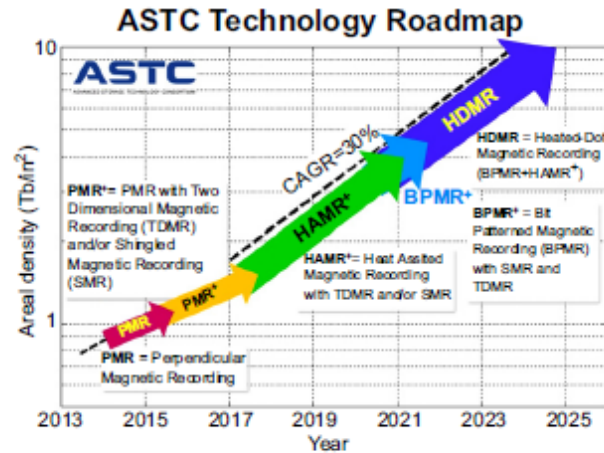 ASTC Technology Roadmap
10
ASTC
ADVANCED STORAGE TECHNOLOGY CONSORTIUM
CAGR=30%
HDMR
HDMR = Heated-Dot
Magnetic Recording
(BPMR+HAMR+)
PMR+= PMR with Two
Dimensional Magnetic
Recording (TDMR)
and/or Shingled
Magnetic Recording
(SMR)
HAMR+
BPMR+
BPMR+ = Bit
Patterned Magnetic
Recording (BPMR)
with SMR and
TDMR
HAMR+= Heat Assited
Magnetic Recording
with TDMR and/or SMR
PMR+
PMR
1
PMR = Perpendicular
Magnetic Recording
Areal density (Tb/in²)
2013 2015 2017 2019 2021 2023 2025
Year